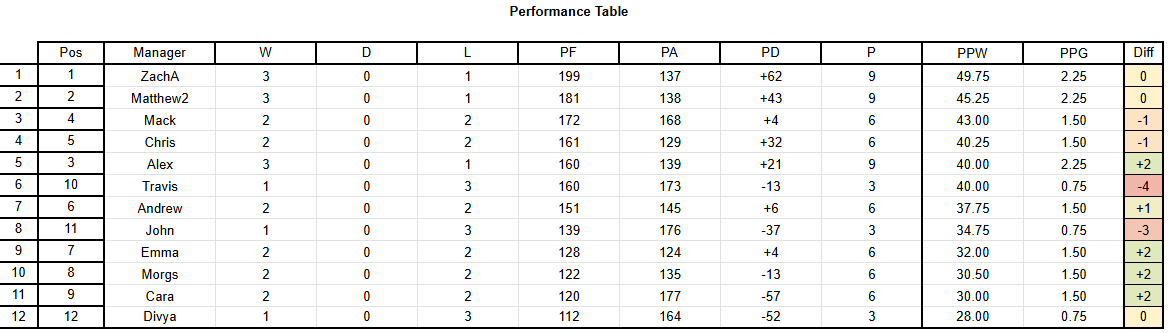 Performance Table
Pos Manager W D L PF PA PD P PPW PPG Diff
1 1 ZachA 3 0 1 199 137 +62 9 49.75 2.25 0
2 2 Matthew2 3 0 1 181 138 +43 9 45.25 2.25 0
3 4 Mack 2 0 2 172 168 +4 6 43.00 1.50 -1
4 5 Chris 2 0 2 161 129 +32 6 40.25 1.50 -1
5 3 Alex 3 0 1 160 139 +21 9 40.00 2.25 +2
6 10 Travis 1 0 3 160 173 -13 3 40.00 0.75 -4
7 6 Andrew 2 0 2 151 145 +6 6 37.75 1.50 +1
8 11 John 1 0 3 139 176 -37 3 34.75 0.75 -3
9 7 Emma 2 0 2 128 124 +4 6 32.00 1.50 +2
10 8 Morgs 2 0 2 122 135 -13 6 30.50 1.50 +2
11 9 Cara 2 0 2 120 177 -57 6 30.00 1.50 +2
12 12 Divya 1 0 3 112 164 -52 3 28.00 0.75 0